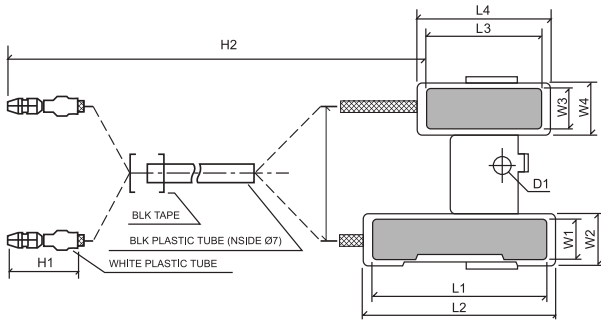 L4
H2
L3
W3
W4
D1
BLK TAPE
BLK PLASTIC TUBE (NSIDE Ø7)
WHITE PLASTIC TUBE
H1
W1
W2
L1
L2